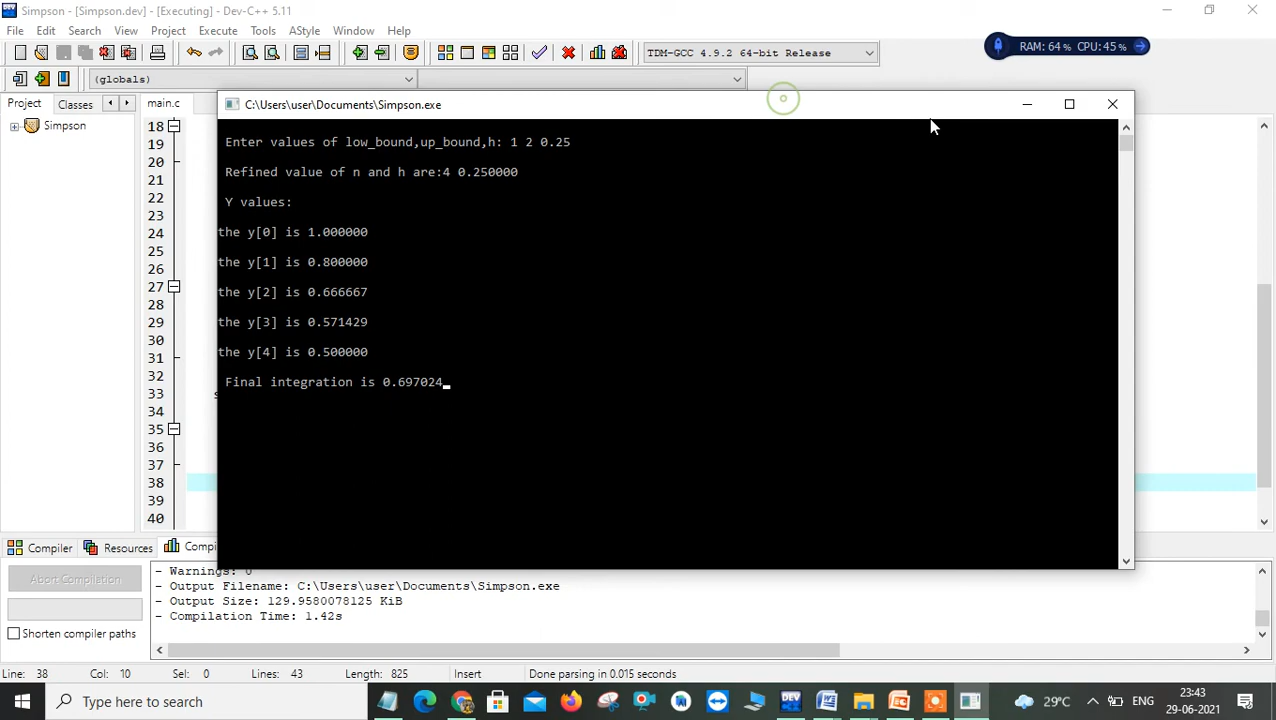 Simpson - [Simpson.dev] - [Executing] - Dev-C++ 5.11
File Edit Search View Project Execute Tools AStyle Window Help
TDM-GCC 4.9.2 64-bit Release
RAM: 64% CPU:45%
(globals)
Project Classes main.c
C:\Users\user\Documents\Simpson.exe
Simpson
Enter values of low_bound,up_bound,h: 1 2 0.25
Refined value of n and h are:4 0.250000
Y values:
the y[0] is 1.000000
the y[1] is 0.800000
the y[2] is 0.666667
the y[3] is 0.571429
the y[4] is 0.500000
Final integration is 0.697024
18
19
20
21
22
23
24
25
26
27
28
29
30
31
32
33 s
34
35
36
37
38
39
40
Compiler Resources Compi
Abort Compilation
Shorten compiler paths
- Warnings: 0
- Output Filename: C:\Users\user\Documents\Simpson.exe
- Output Size: 129.9580078125 KiB
- Compilation Time: 1.42s
Line: 38 Col: 10 Sel: 0 Lines: 43 Length: 825 Insert Done parsing in 0.015 seconds
Type here to search
DEV
29°C
ENG
23:43
29-06-2021